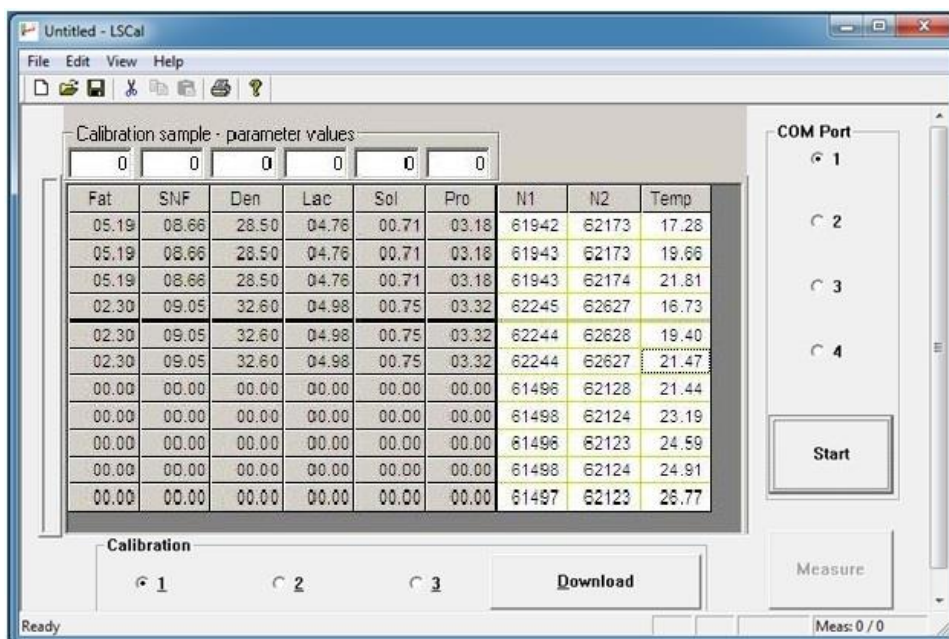 Untitled - LSCal
File Edit View Help
Calibration sample - parameter values
0 0 0 0 0 0
Fat SNF Den Lac Sol Pro N1 N2 Temp
05.19 08.66 28.50 04.76 00.71 03.18 61942 62173 17.28
05.19 08.66 28.50 04.76 00.71 03.18 61943 62173 19.66
05.19 08.66 28.50 04.76 00.71 03.18 61943 62174 21.81
02.30 09.05 32.60 04.98 00.75 03.32 62245 62627 16.73
02.30 09.05 32.60 04.98 00.75 03.32 62244 62628 19.40
02.30 09.05 32.60 04.98 00.75 03.32 62244 62627 21.47
00.00 00.00 00.00 00.00 00.00 00.00 61496 62128 21.44
00.00 00.00 00.00 00.00 00.00 00.00 61498 62124 23.19
00.00 00.00 00.00 00.00 00.00 00.00 61496 62123 24.59
00.00 00.00 00.00 00.00 00.00 00.00 61498 62124 24.91
00.00 00.00 00.00 00.00 00.00 00.00 61497 62123 26.77
COM Port
1
2
3
4
Start
Calibration
1 2 3 Download
Measure
Ready Meas: 0 / 0